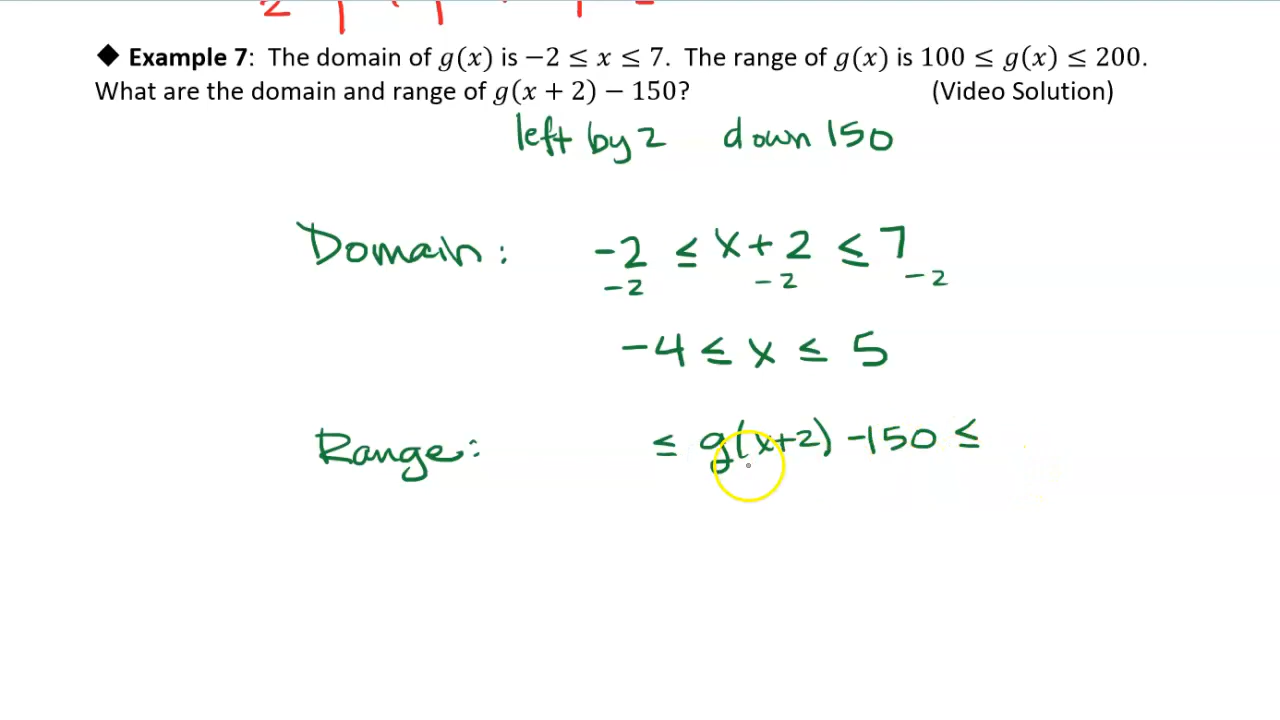 ◆ Example 7: The domain of g(x) is −2 ≤ x ≤ 7. The range of g(x) is 100 ≤ g(x) ≤ 200.
What are the domain and range of g(x + 2) − 150? (Video Solution)
left by 2 down 150
Domain: -2 ≤ x+2 ≤ 7
-2 -2 -2
-4 ≤ x ≤ 5
Range: ≤ g(x+2) -150 ≤